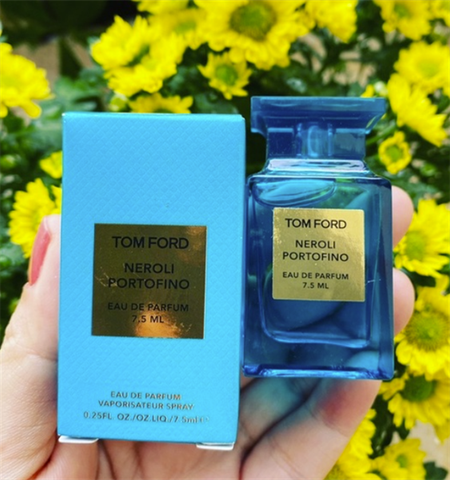 TOM FORD
NEROLI
PORTOFINO
EAU DE PARFUM
7.5 ML
EAU DE PARFUM
VAPORISATEUR SPRAY
0.25FL. OZ./OZ.LIQ./7.5ml e
TOM FORD
NEROLI
PORTOFINO
EAU DE PARFUM
7.5 ML